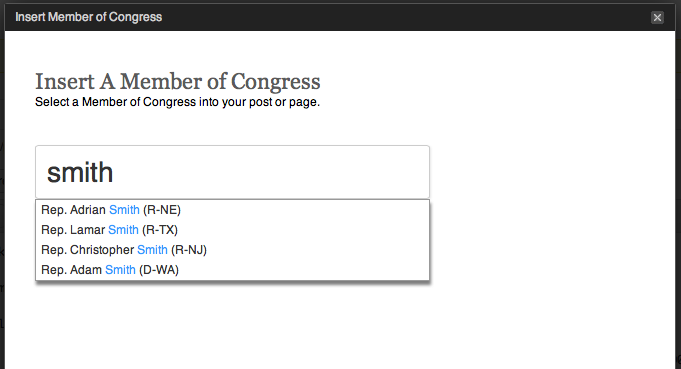 Insert Member of Congress
Insert A Member of Congress
Select a Member of Congress into your post or page.
smith
Rep. Adrian Smith (R-NE)
Rep. Lamar Smith (R-TX)
Rep. Christopher Smith (R-NJ)
Rep. Adam Smith (D-WA)